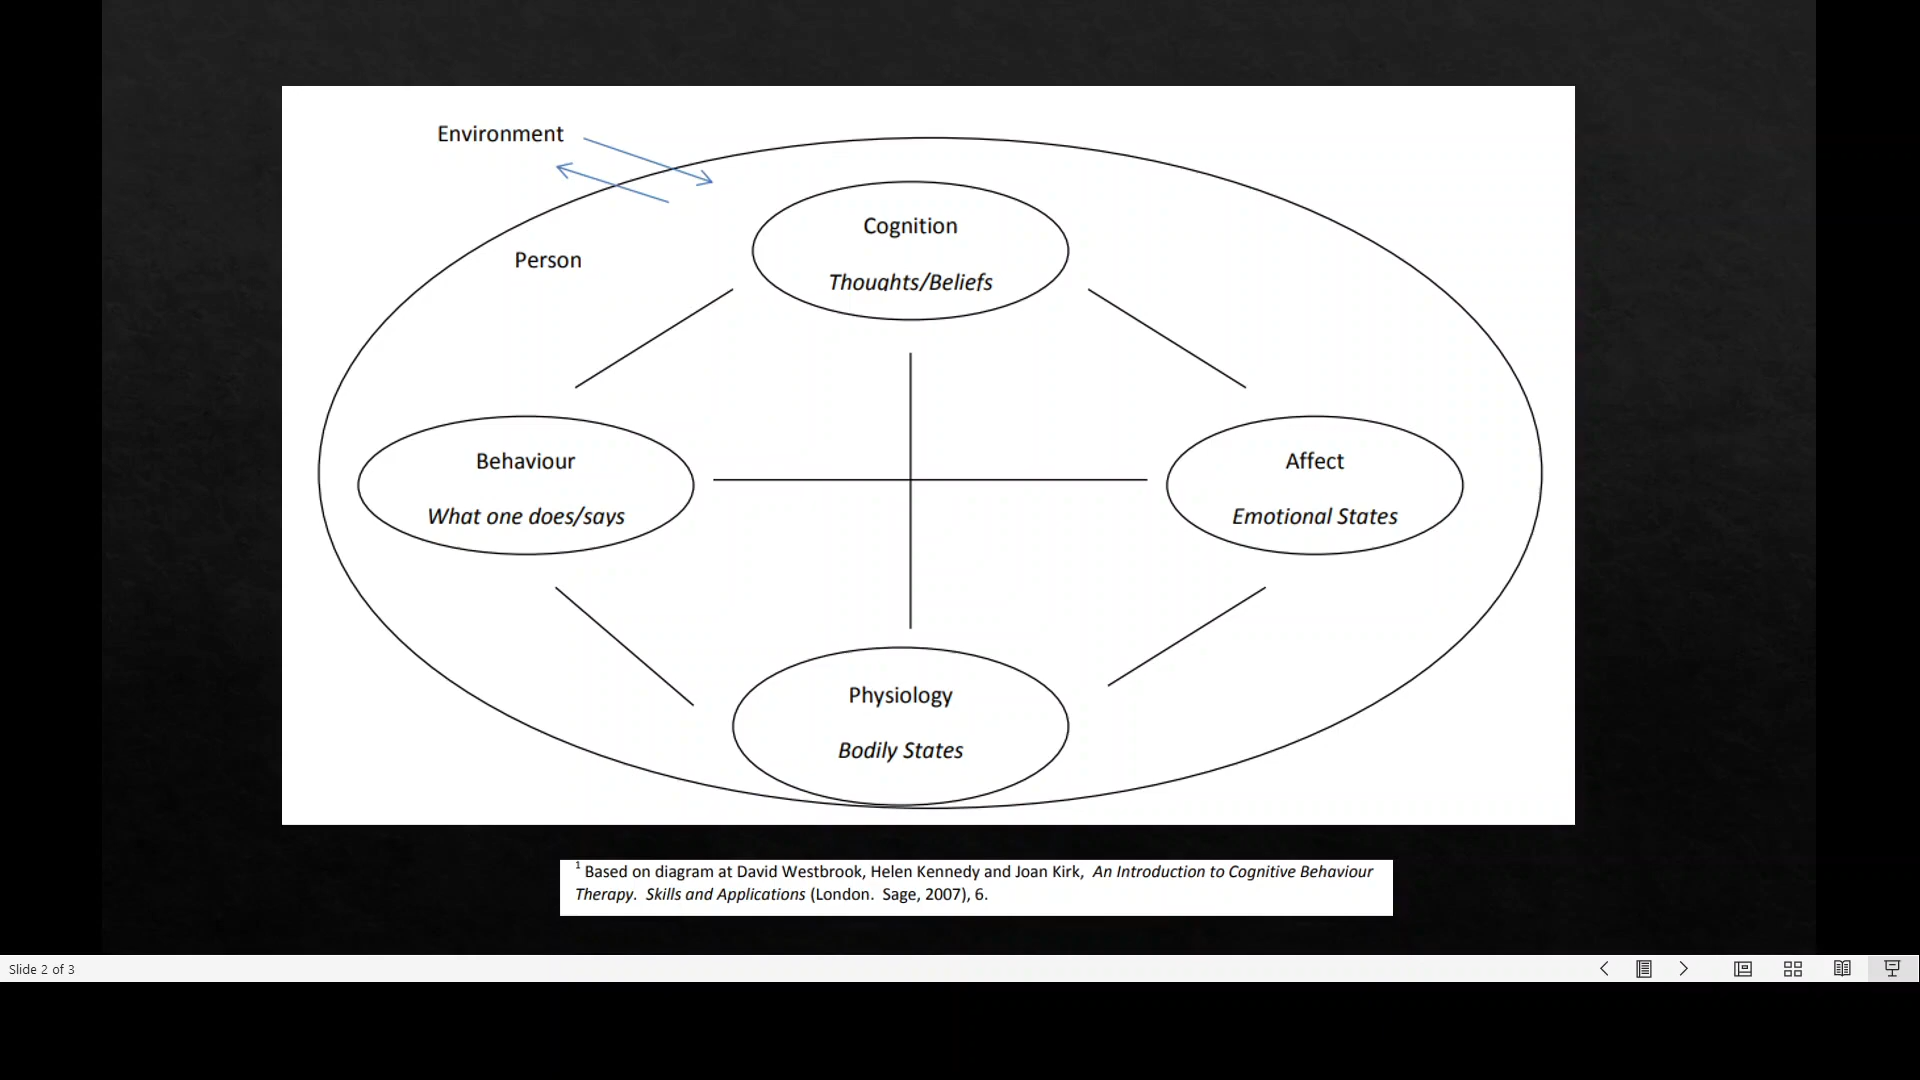 Environment
Person
Cognition
Thoughts/Beliefs
Behaviour
What one does/says
Affect
Emotional States
Physiology
Bodily States
1 Based on diagram at David Westbrook, Helen Kennedy and Joan Kirk, An Introduction to Cognitive Behaviour
Therapy. Skills and Applications (London. Sage, 2007), 6.
Slide 2 of 3